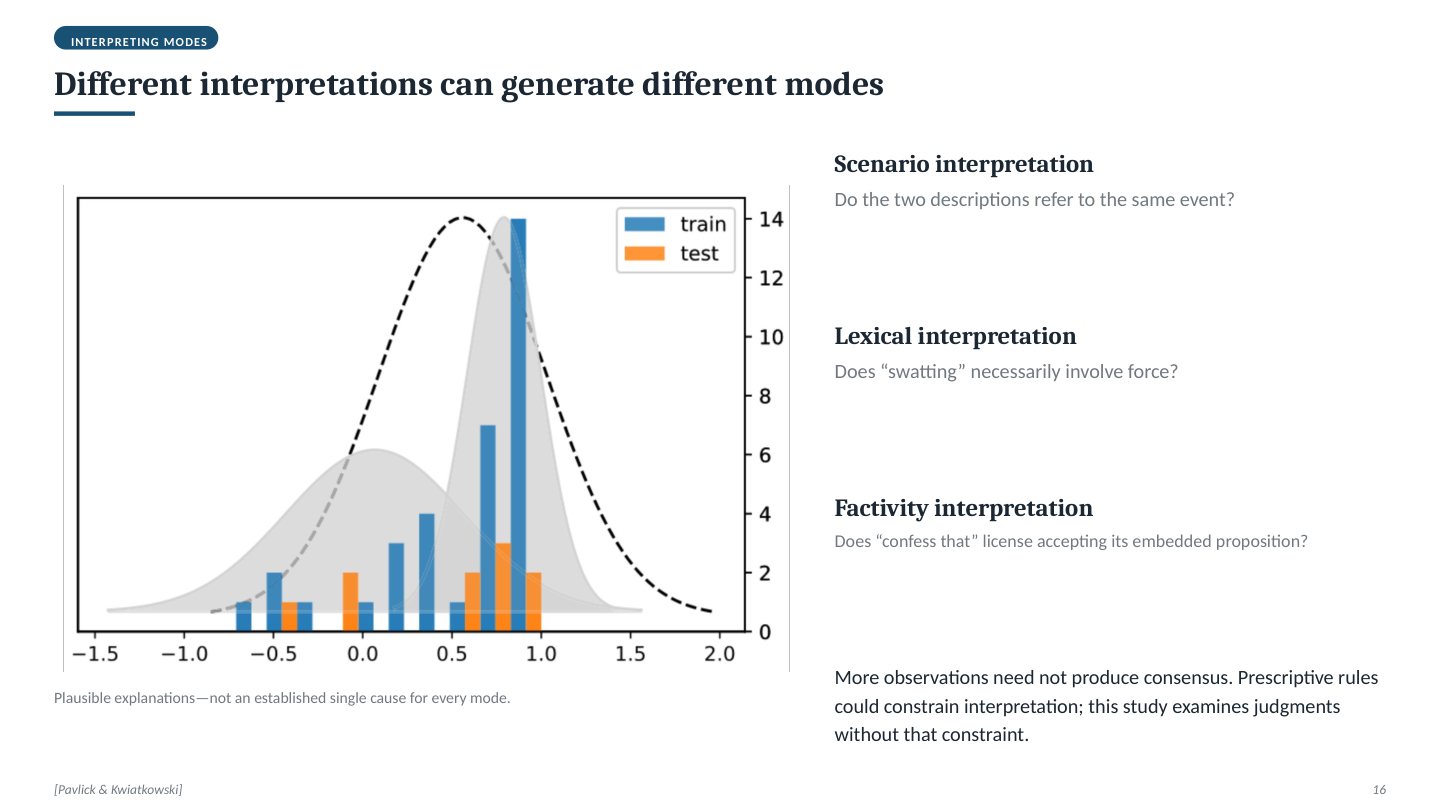 INTERPRETING MODES
Different interpretations can generate different modes
train
test
14
12
10
8
6
4
2
0
−1.5
−1.0
−0.5
0.0
0.5
1.0
1.5
2.0
Plausible explanations—not an established single cause for every mode.
Scenario interpretation
Do the two descriptions refer to the same event?
Lexical interpretation
Does “swatting” necessarily involve force?
Factivity interpretation
Does “confess that” license accepting its embedded proposition?
More observations need not produce consensus. Prescriptive rules
could constrain interpretation; this study examines judgments
without that constraint.
[Pavlick & Kwiatkowski]
16